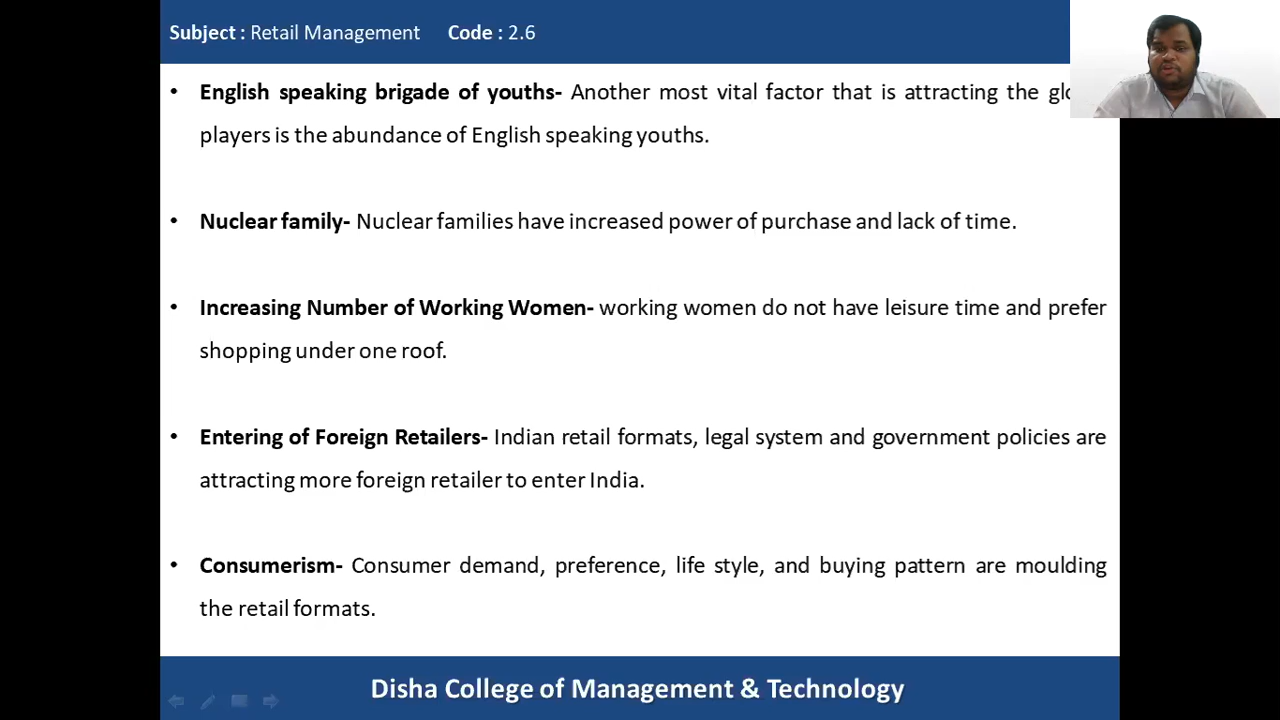 Subject : Retail Management Code : 2.6
• English speaking brigade of youths- Another most vital factor that is attracting the
players is the abundance of English speaking youths.
• Nuclear family- Nuclear families have increased power of purchase and lack of time.
• Increasing Number of Working Women- working women do not have leisure time and prefer
shopping under one roof.
• Entering of Foreign Retailers- Indian retail formats, legal system and government policies are
attracting more foreign retailer to enter India.
• Consumerism- Consumer demand, preference, life style, and buying pattern are moulding
the retail formats.
Disha College of Management & Technology